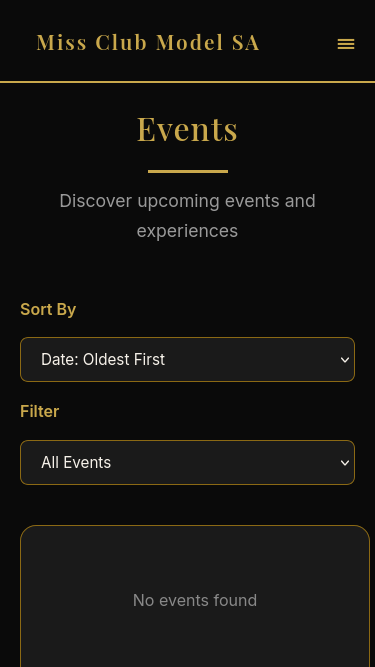 Miss Club Model SA
Events
Discover upcoming events and
experiences
Sort By
Date: Oldest First
Filter
All Events
No events found